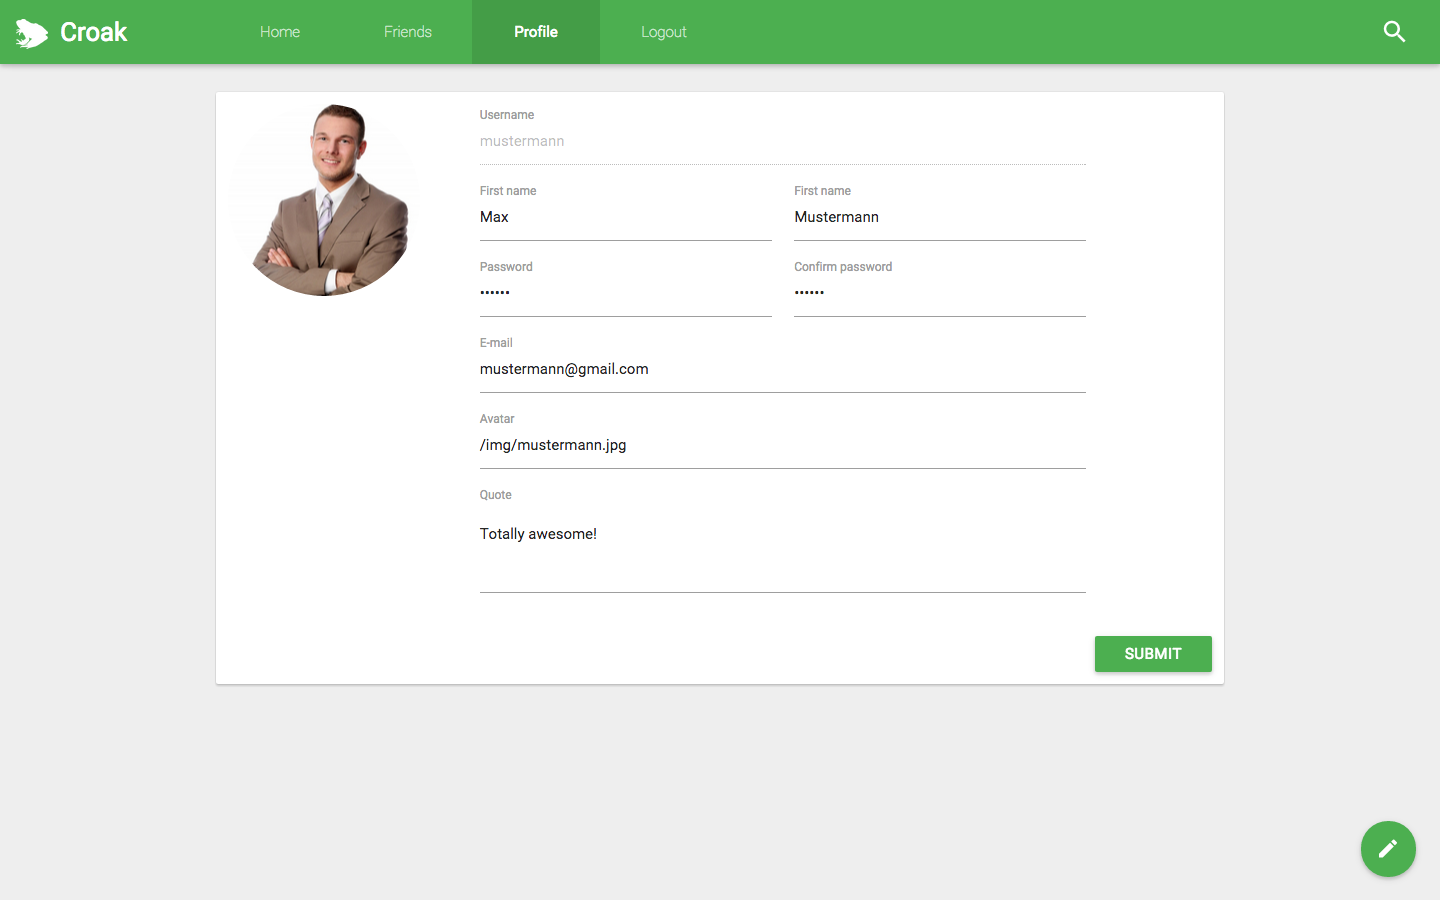 Croak
Home
Friends
Profile
Logout
Username
mustermann
First name
First name
Max
Mustermann
Password
Confirm password
••••••
••••••
E-mail
mustermann@gmail.com
Avatar
/img/mustermann.jpg
Quote
Totally awesome!
SUBMIT